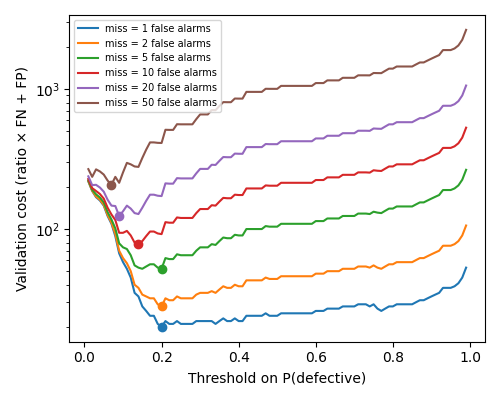 miss = 1 false alarms
miss = 2 false alarms
miss = 5 false alarms
miss = 10 false alarms
miss = 20 false alarms
miss = 50 false alarms
Validation cost (ratio × FN + FP)
10³
10²
0.0 0.2 0.4 0.6 0.8 1.0
Threshold on P(defective)